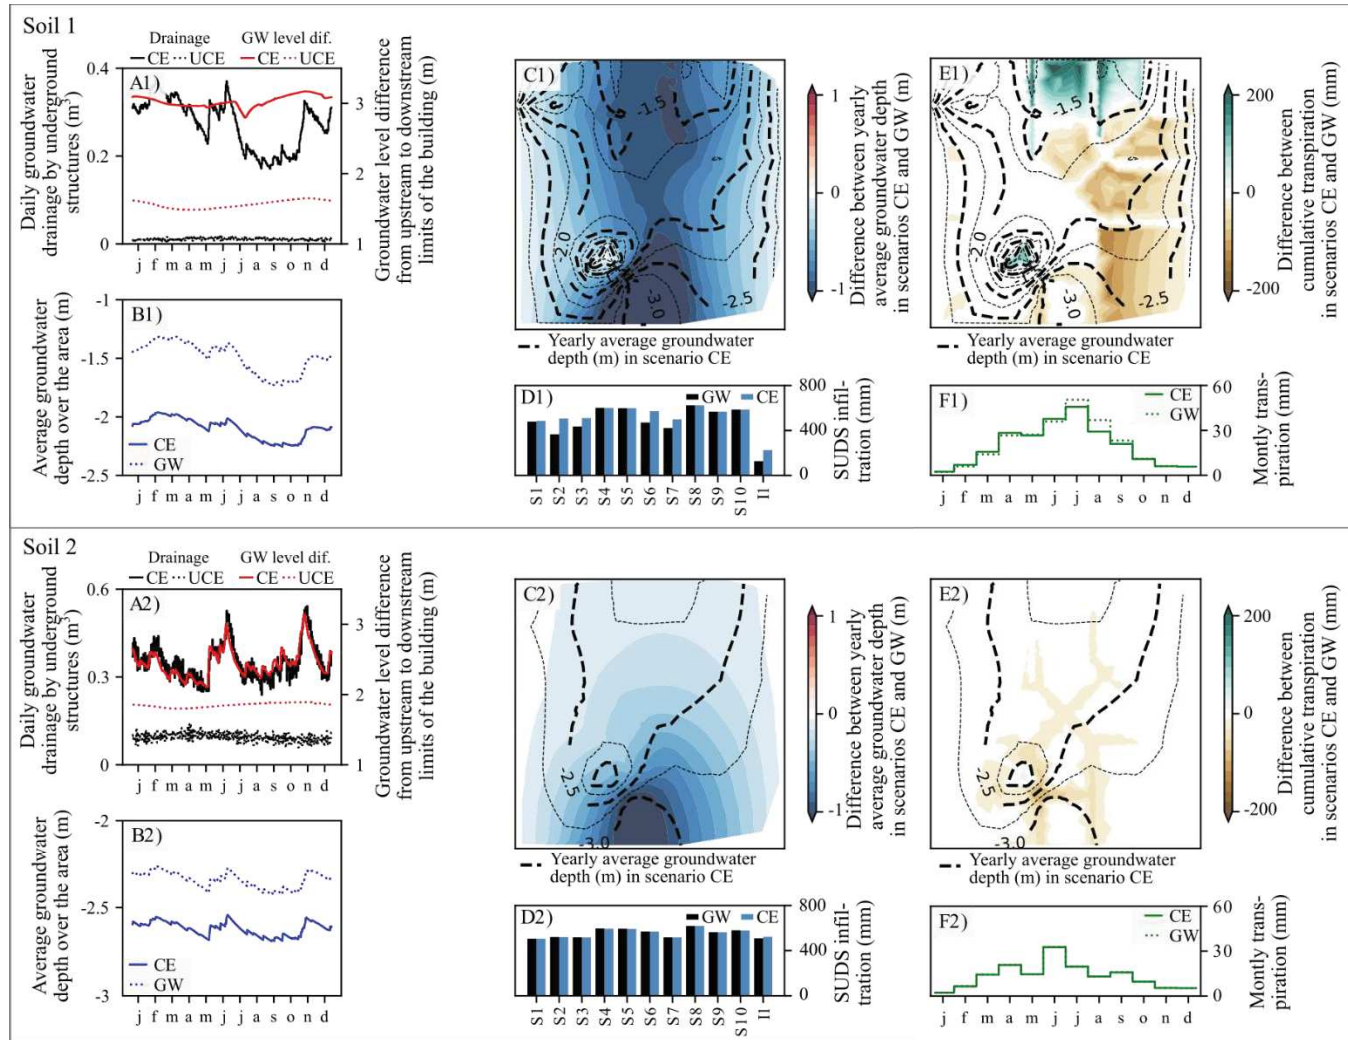 Soil 1
Drainage GW level dif.
CE UCE CE UCE
A1)
Daily groundwater
drainage by underground
structures (m³)
0.4
0.2
0
3
2
1
j f m a m j j a s o n d
Groundwater level difference
from upstream to downstream
limits of the building (m)
B1)
Average groundwater
depth over the area (m)
-1
-1.5
-2
-2.5
CE
GW
j f m a m j j a s o n d
C1)
-1.5
-2.0
-3.0
-2.5
1
0
-1
Difference between yearly
average groundwater depth
in scenarios CE and GW (m)
Yearly average groundwater
depth (m) in scenario CE
D1)
GW CE
800
400
0
SUDS infil-
tration (mm)
S1 S2 S3 S4 S5 S6 S7 S8 S9 S10 I1
E1)
-1.5
-2.0
-3.0
-2.5
200
0
-200
Difference between
cumulative transpiration
in scenarios CE and GW (mm)
Yearly average groundwater
depth (m) in scenario CE
F1)
CE
GW
60
30
0
Montly trans-
piration (mm)
j f m a m j j a s o n d
Soil 2
Drainage GW level dif.
CE UCE CE UCE
A2)
Daily groundwater
drainage by underground
structures (m³)
0.6
0.3
0
3
2
1
j f m a m j j a s o n d
Groundwater level difference
from upstream to downstream
limits of the building (m)
B2)
Average groundwater
depth over the area (m)
-2
-2.5
-3
CE
GW
j f m a m j j a s o n d
C2)
-2.5
-3.0
1
0
-1
Difference between yearly
average groundwater depth
in scenarios CE and GW (m)
Yearly average groundwater
depth (m) in scenario CE
D2)
GW CE
800
400
0
SUDS infil-
tration (mm)
S1 S2 S3 S4 S5 S6 S7 S8 S9 S10 I1
E2)
-2.5
-3.0
200
0
-200
Difference between
cumulative transpiration
in scenarios CE and GW (mm)
Yearly average groundwater
depth (m) in scenario CE
F2)
CE
GW
60
30
0
Montly trans-
piration (mm)
j f m a m j j a s o n d